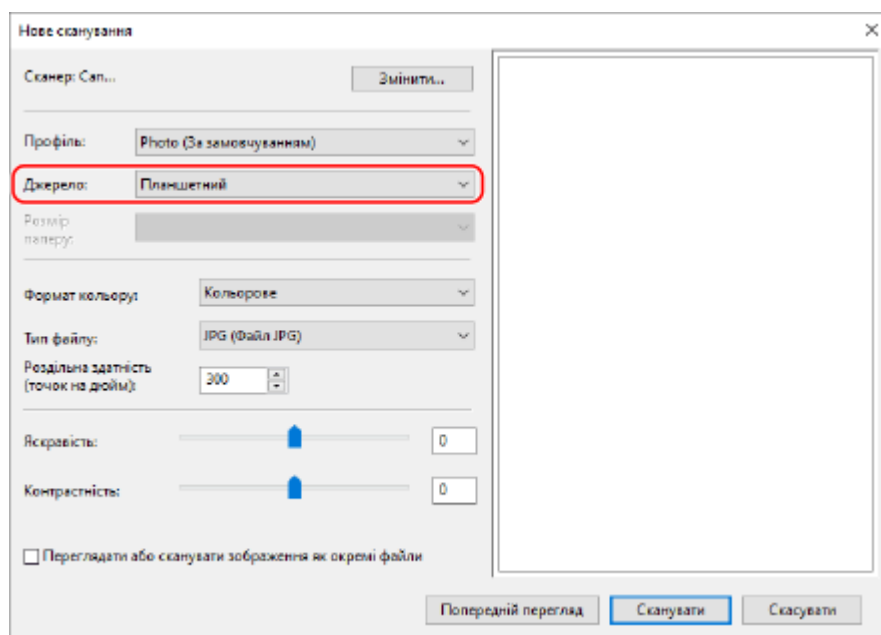 Нове сканування
Сканер: Can...
Змінити...
Профіль:
Photo (За замовчуванням)
Джерело:
Планшетний
Розмір
паперу:
Формат кольору:
Кольорове
Тип файлу:
JPG (Файл JPG)
Роздільна здатність
(точок на дюйм):
300
Яскравість:
0
Контрастність:
0
Переглядати або сканувати зображення як окремі файли
Попередній перегляд
Сканувати
Скасувати